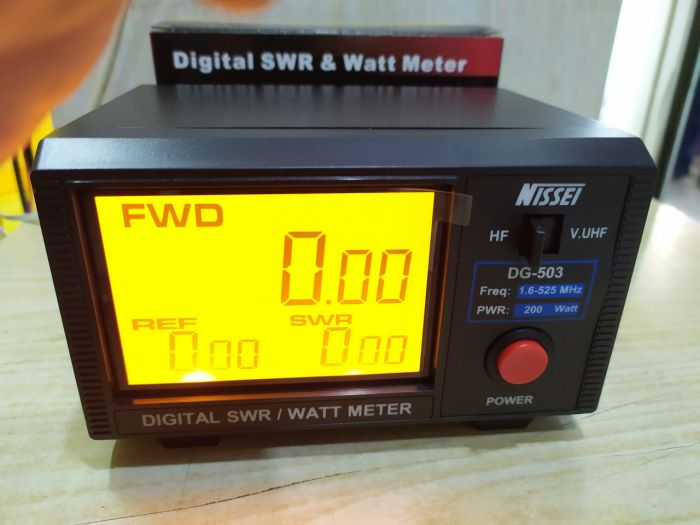 Digital SWR & Watt Meter
NISSEI
HF V.UHF
DG-503
Freq: 1.6-525 MHz
PWR: 200 Watt
POWER
FWD
0.00
REF SWR
0.00 0.00
DIGITAL SWR / WATT METER